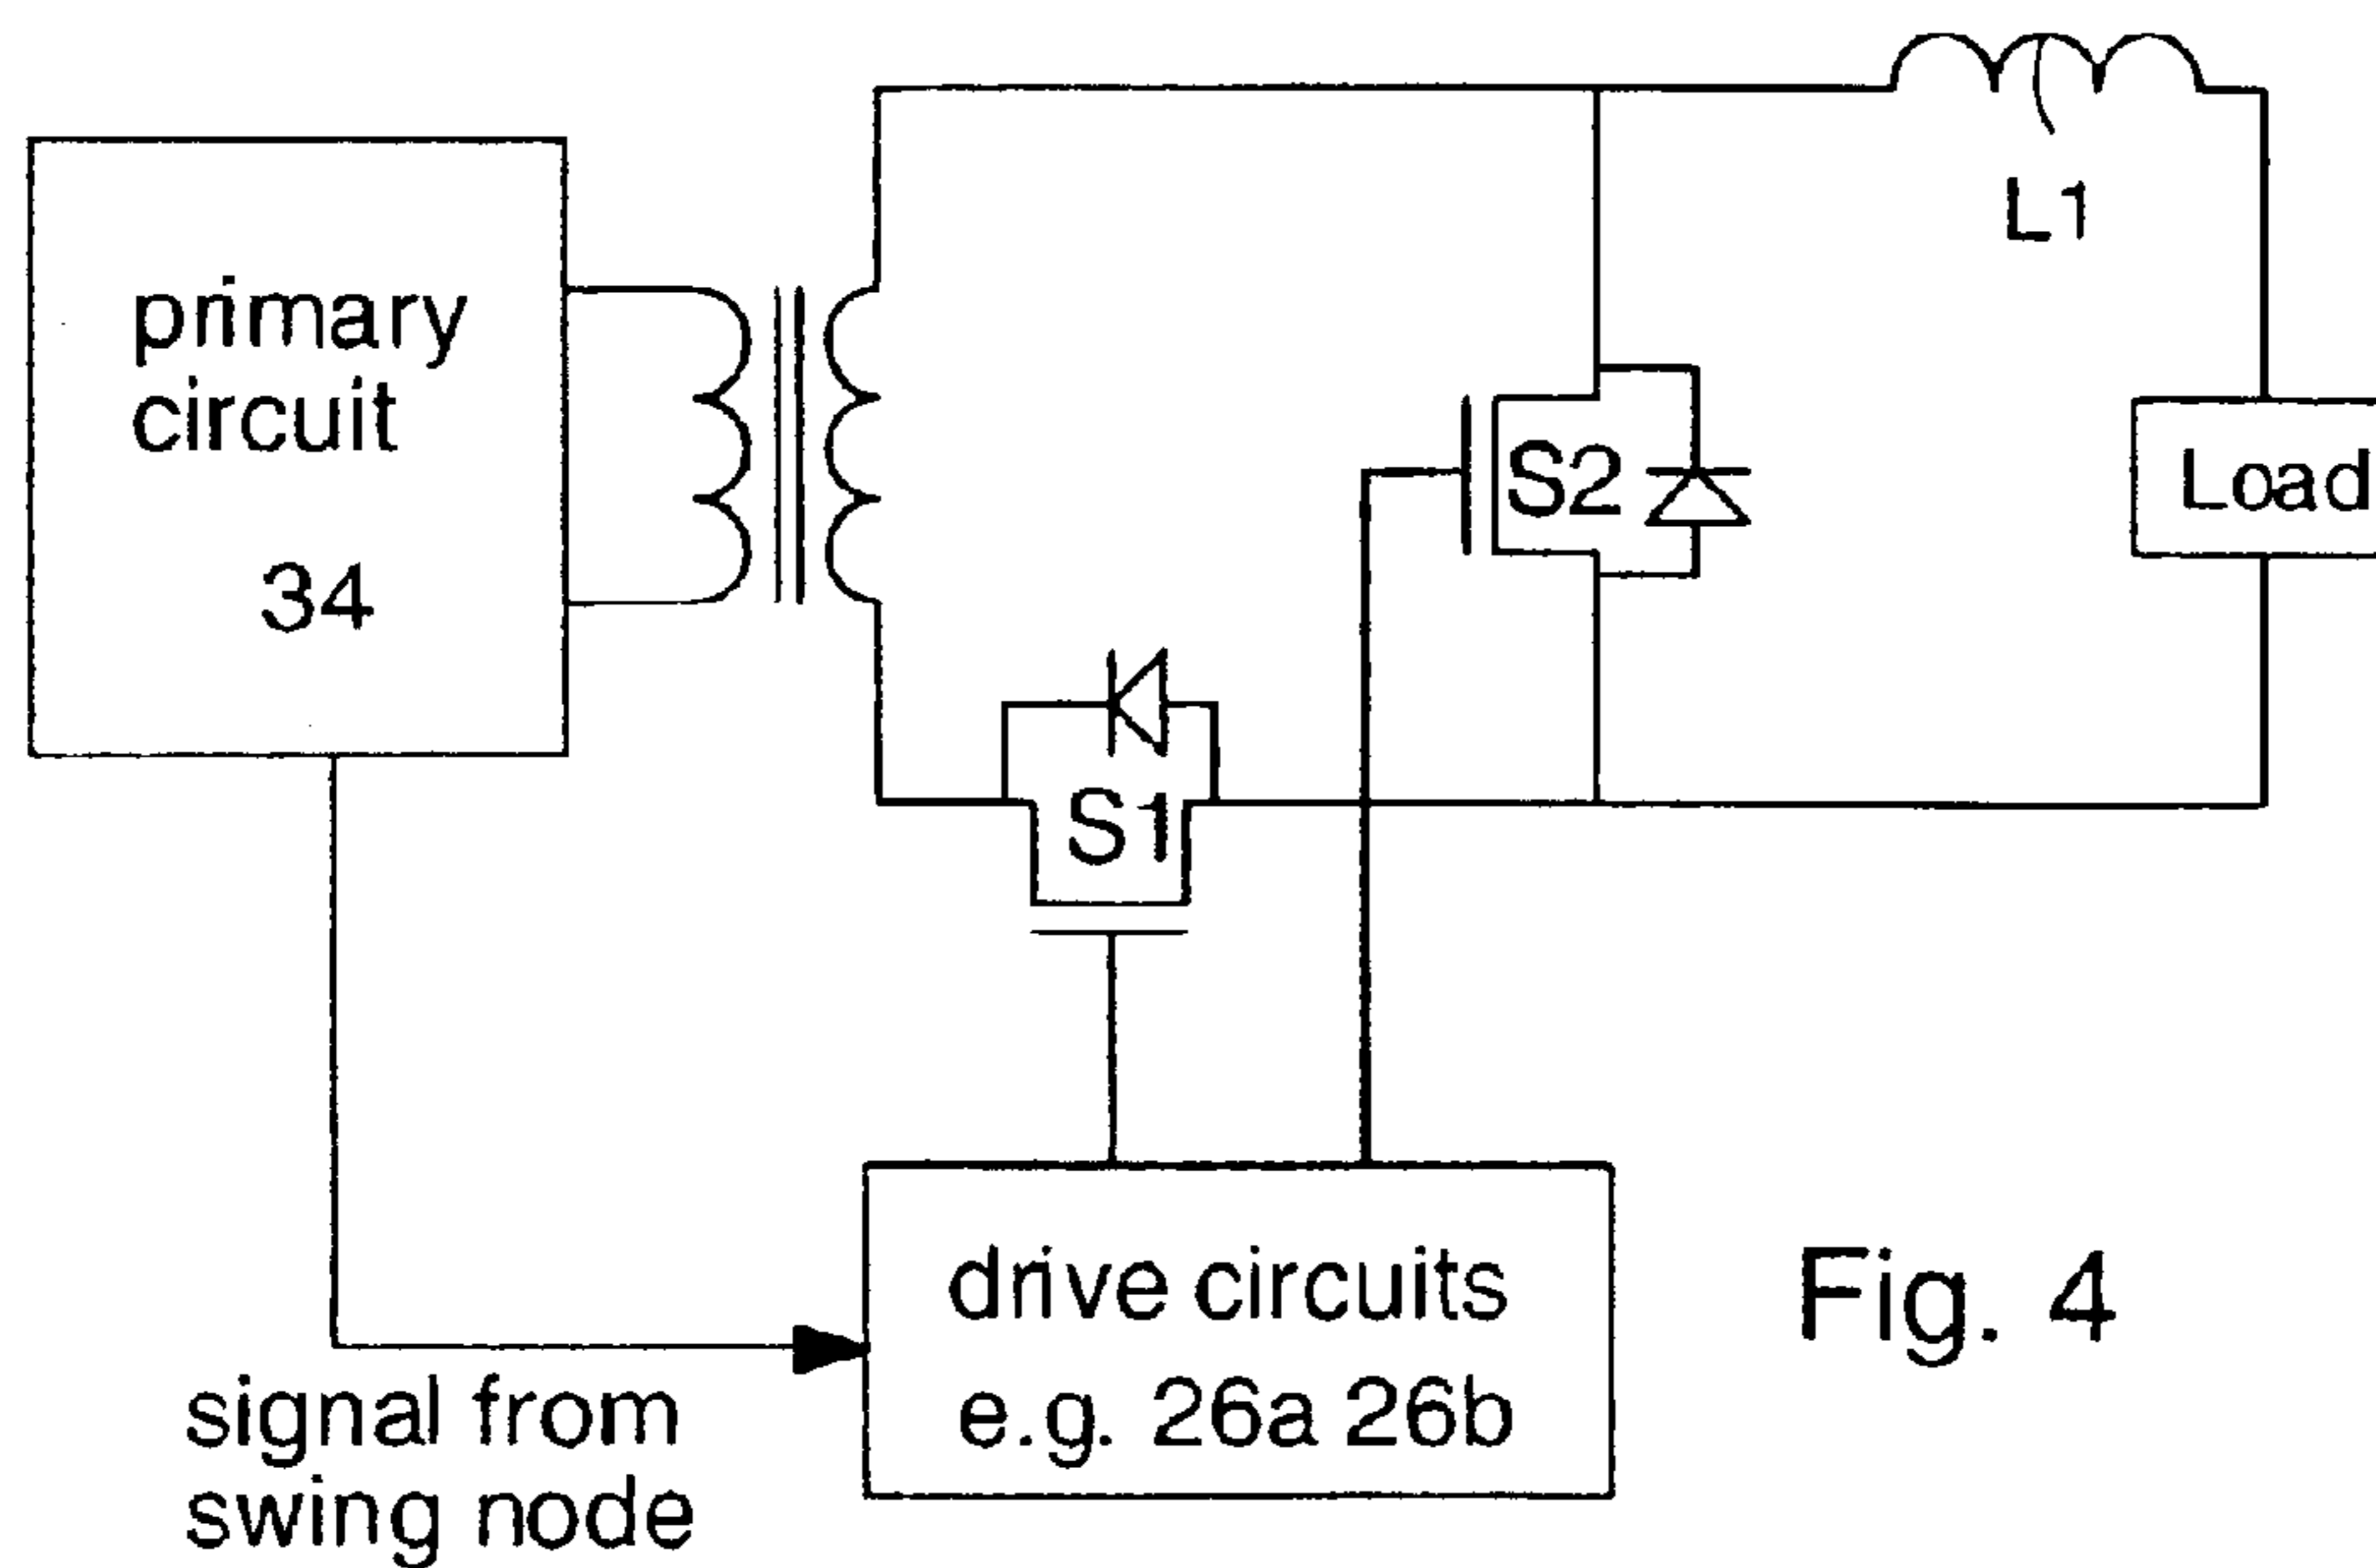 L1
primary
circuit
34
S2
Load
S1
drive circuits
e.g. 26a 26b
Fig. 4
signal from
swing node